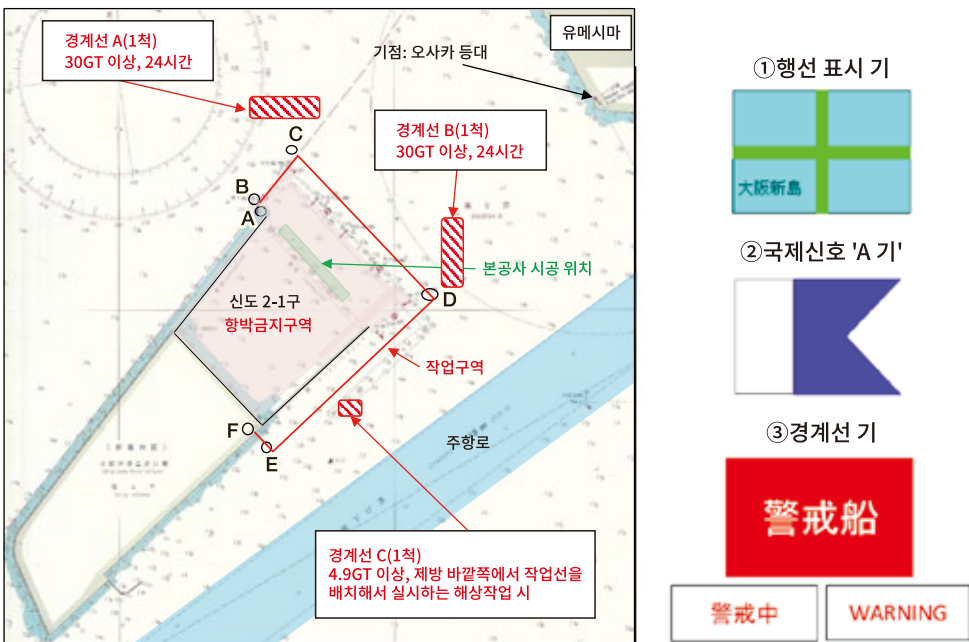 경계선 A(1척)
30GT 이상, 24시간
유메시마
기점: 오사카 등대
경계선 B(1척)
30GT 이상, 24시간
C
B
A
본공사 시공 위치
D
신도 2-1구
항박금지구역
작업구역
F
E
주항로
경계선 C(1척)
4.9GT 이상, 제방 바깥쪽에서 작업선을
배치해서 실시하는 해상작업 시
①행선 표시 기
大阪新島
②국제신호 'A 기'
③경계선 기
警戒船
警戒中
WARNING